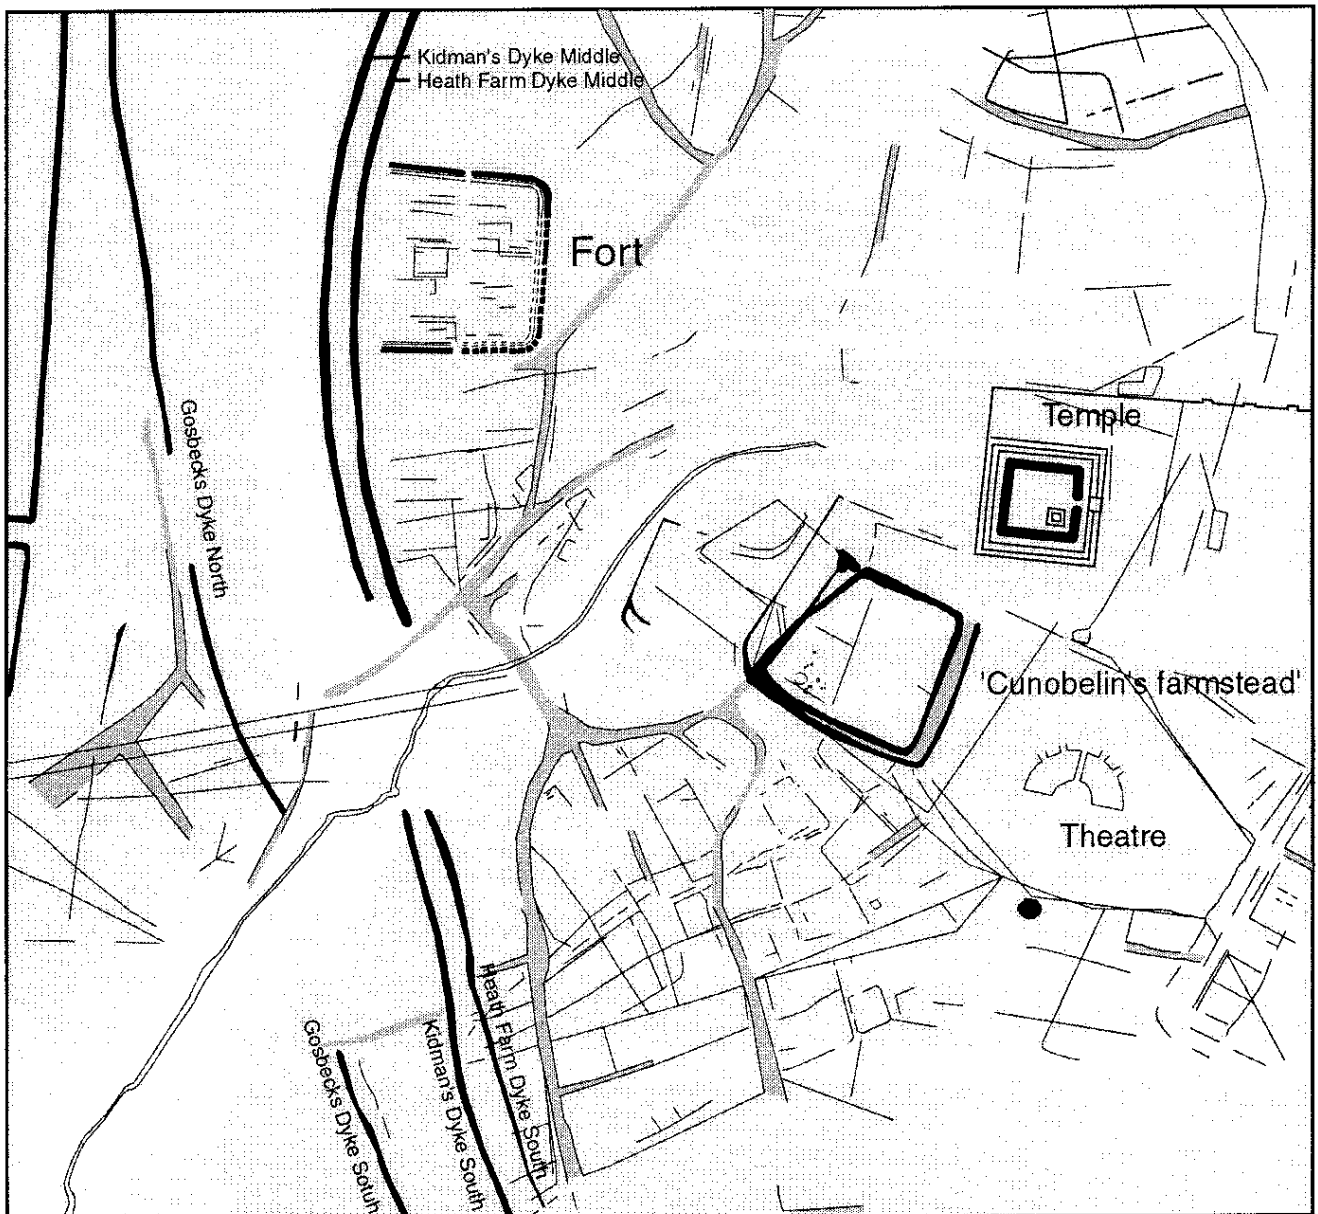 Kidman's Dyke Middle
Heath Farm Dyke Middle
Fort
Temple
Gosbecks Dyke North
'Cunobelin's farmstead'
Theatre
Heath Farm Dyke South
Kidman's Dyke South
Gosbecks Dyke Sotuh